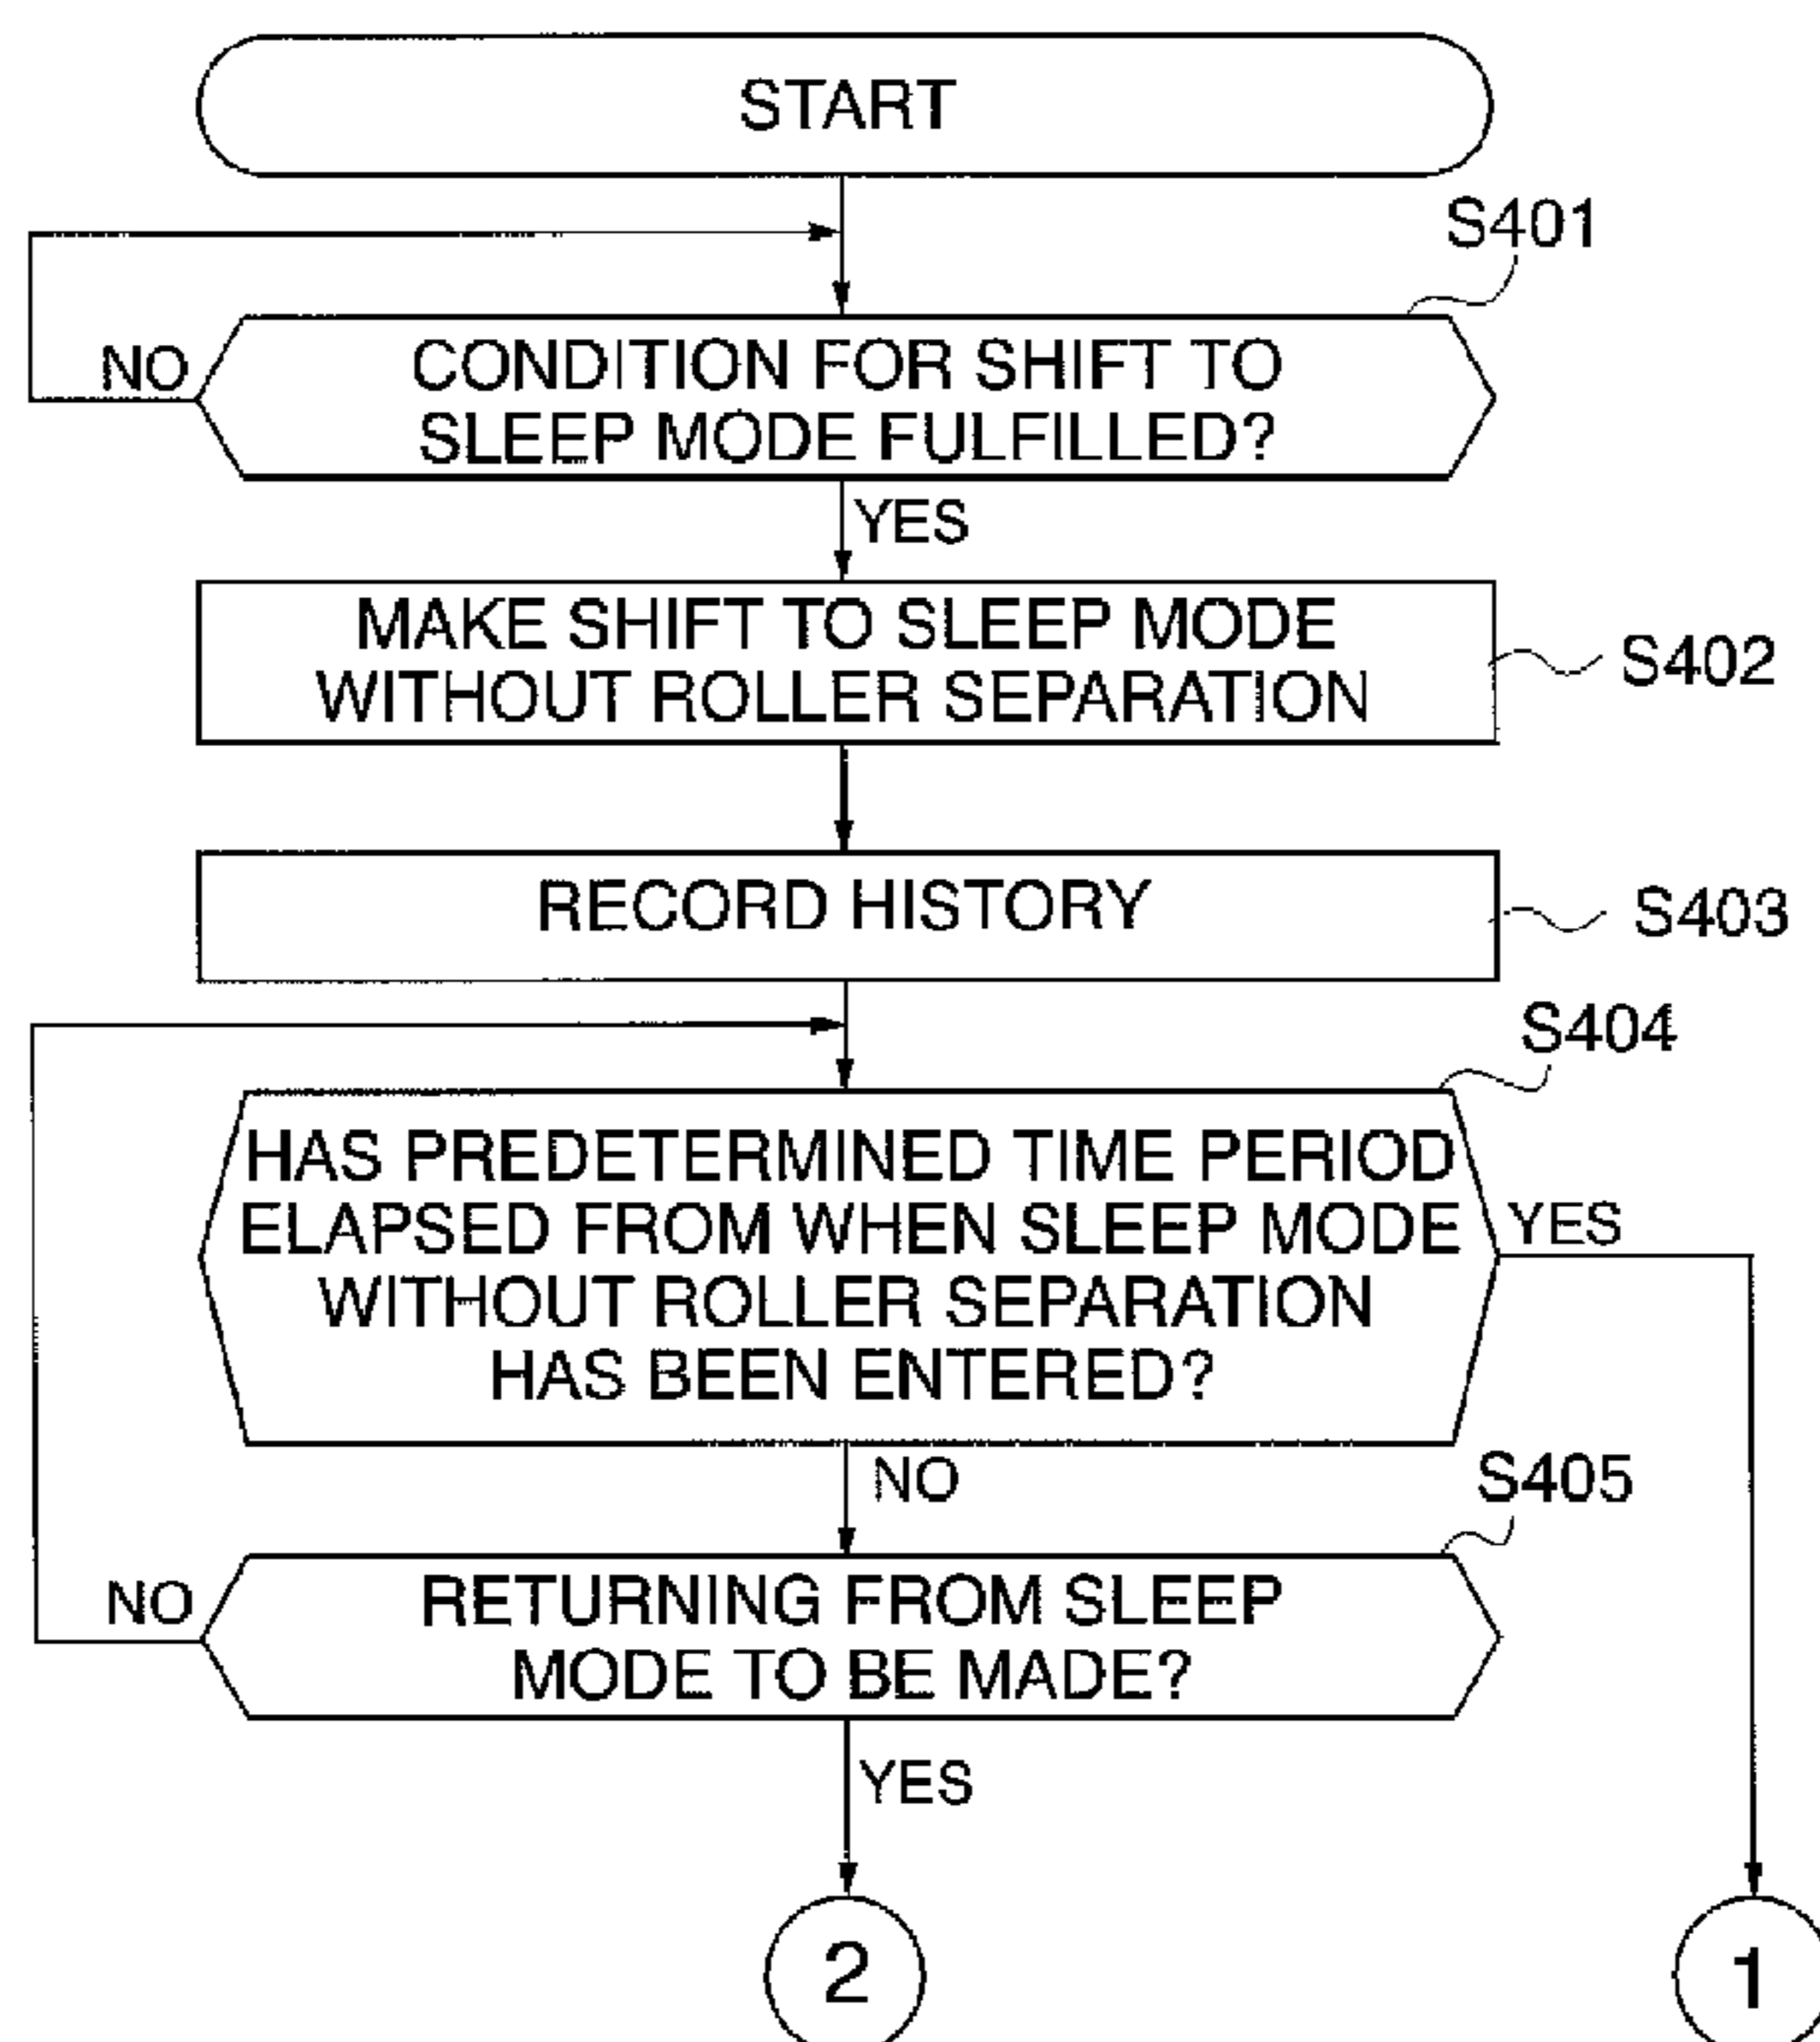 START
S401
NO
CONDITION FOR SHIFT TO
SLEEP MODE FULFILLED?
YES
MAKE SHIFT TO SLEEP MODE
WITHOUT ROLLER SEPARATION
S402
RECORD HISTORY
S403
S404
HAS PREDETERMINED TIME PERIOD
ELAPSED FROM WHEN SLEEP MODE
WITHOUT ROLLER SEPARATION
HAS BEEN ENTERED?
YES
NO
S405
NO
RETURNING FROM SLEEP
MODE TO BE MADE?
YES
2
1